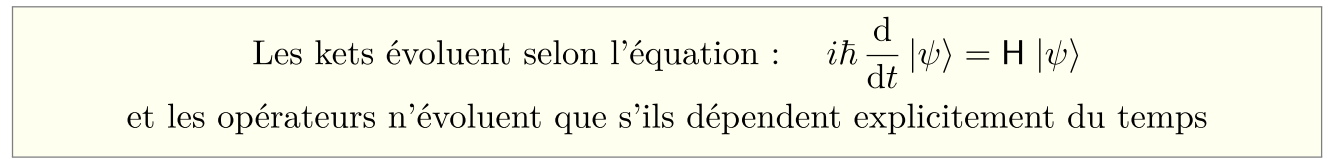 Les kets évoluent selon l'équation : iℏ d/dt |ψ⟩ = H |ψ⟩
et les opérateurs n'évoluent que s'ils dépendent explicitement du temps